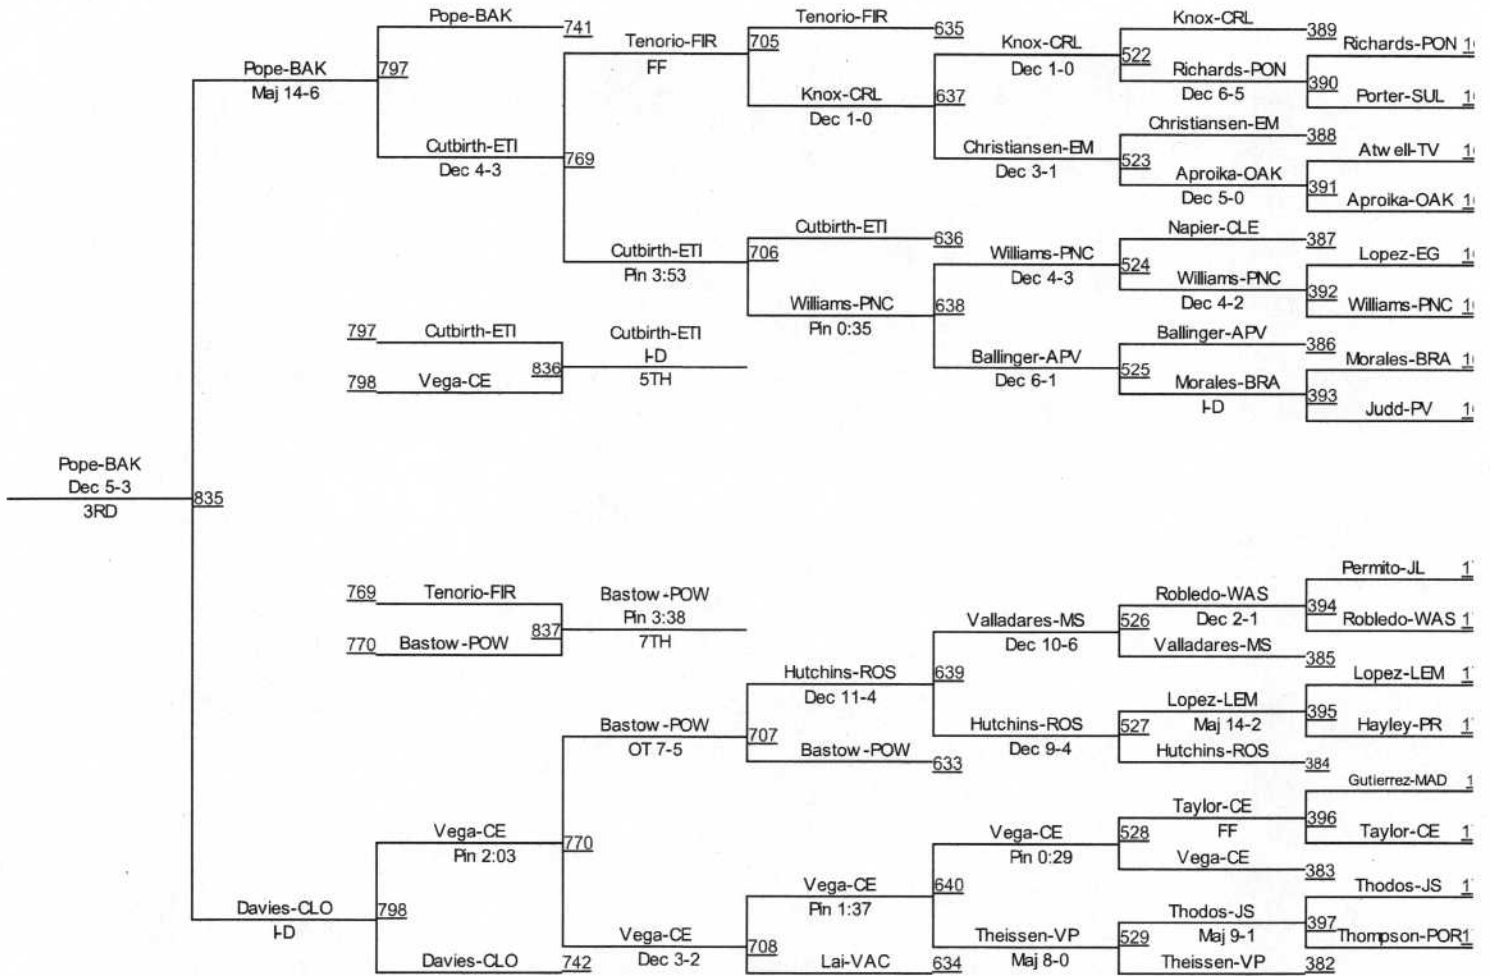 Pope-BAK
741
Tenorio-FIR
635
Knox-CRL
389
Richards-PON
Tenorio-FIR
705
Knox-CRL
522
FF
Dec 1-0
Richards-PON
390
Pope-BAK
797
Dec 6-5
Porter-SUL
Maj 14-6
Knox-CRL
637
Dec 1-0
Christiansen-EM
388
Cutbirth-ETI
769
Christiansen-EM
523
Atwell-TV
Dec 4-3
Dec 3-1
Aproika-OAK
391
Dec 5-0
Aproika-OAK
Cutbirth-ETI
636
Napier-CLE
387
Cutbirth-ETI
706
Williams-PNC
524
Lopez-EG
Pin 3:53
Dec 4-3
Williams-PNC
392
Williams-PNC
638
Dec 4-2
Williams-PNC
Pin 0:35
797
Cutbirth-ETI
Cutbirth-ETI
Ballinger-APV
386
I-D
Ballinger-APV
525
Morales-BRA
836
5TH
Dec 6-1
Morales-BRA
393
798
Vega-CE
I-D
Judd-PV
Pope-BAK
Dec 5-3
835
3RD
Permito-JL
769
Tenorio-FIR
Bastow-POW
Robledo-WAS
394
Pin 3:38
Valladares-MS
526
Dec 2-1
Robledo-WAS
837
7TH
Dec 10-6
Valladares-MS
385
770
Bastow-POW
Hutchins-ROS
639
Lopez-LEM
Dec 11-4
Lopez-LEM
395
Bastow-POW
707
Hutchins-ROS
527
Maj 14-2
Hayley-PR
OT 7-5
Bastow-POW
633
Dec 9-4
Hutchins-ROS
384
Gutierrez-MAD
Taylor-CE
396
Vega-CE
770
Vega-CE
528
FF
Taylor-CE
Pin 2:03
Pin 0:29
Vega-CE
383
Vega-CE
640
Thodos-JS
Davies-CLO
798
Pin 1:37
Thodos-JS
397
I-D
Vega-CE
708
Theissen-VP
529
Maj 9-1
Thompson-POR
Davies-CLO
742
Dec 3-2
Lai-VAC
634
Maj 8-0
Theissen-VP
382